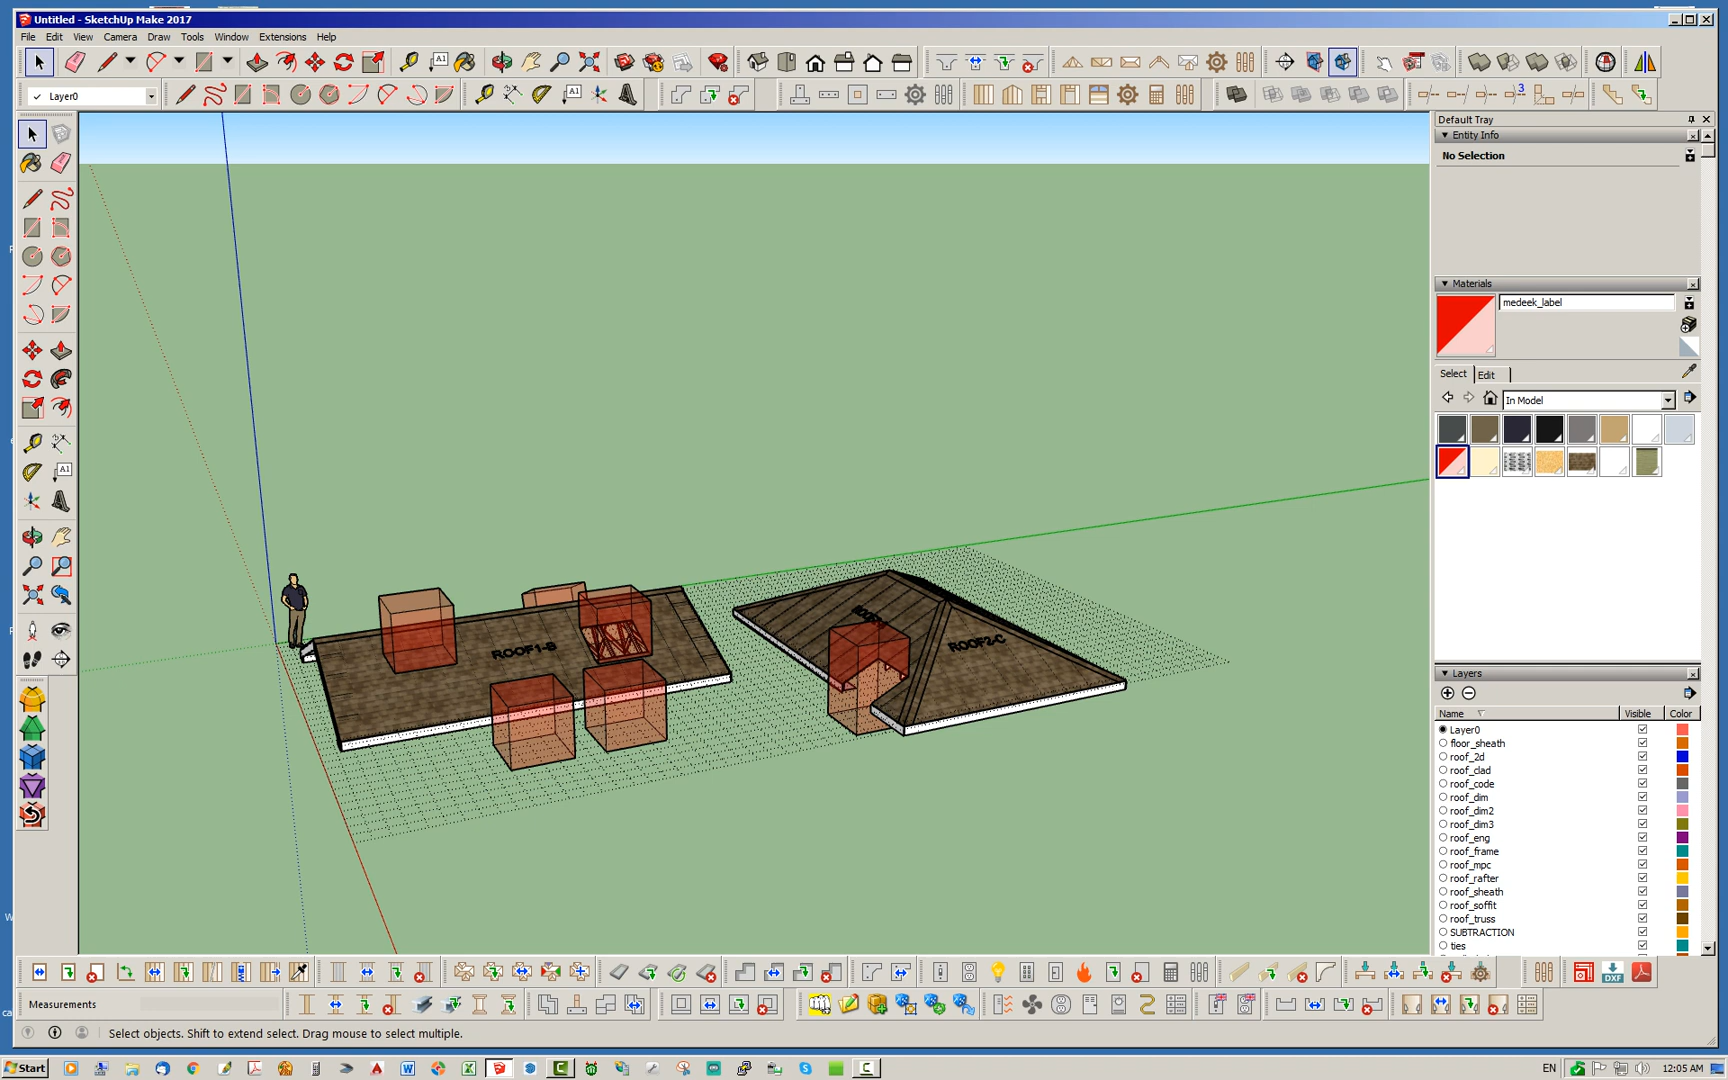 Untitled - SketchUp Make 2017
File Edit View Camera Draw Tools Window Extensions Help
Layer0
Default Tray
Entity Info
No Selection
Materials
medeek_label
Select Edit
In Model
ROOF1-B
ROOF2-C
Layers
Name Visible Color
Layer0
floor_sheath
roof_2d
roof_clad
roof_code
roof_dim
roof_dim2
roof_dim3
roof_eng
roof_frame
roof_mpc
roof_rafter
roof_sheath
roof_soffit
roof_truss
SUBTRACTION
ties
Measurements
Select objects. Shift to extend select. Drag mouse to select multiple.
Start
EN
12:05 AM